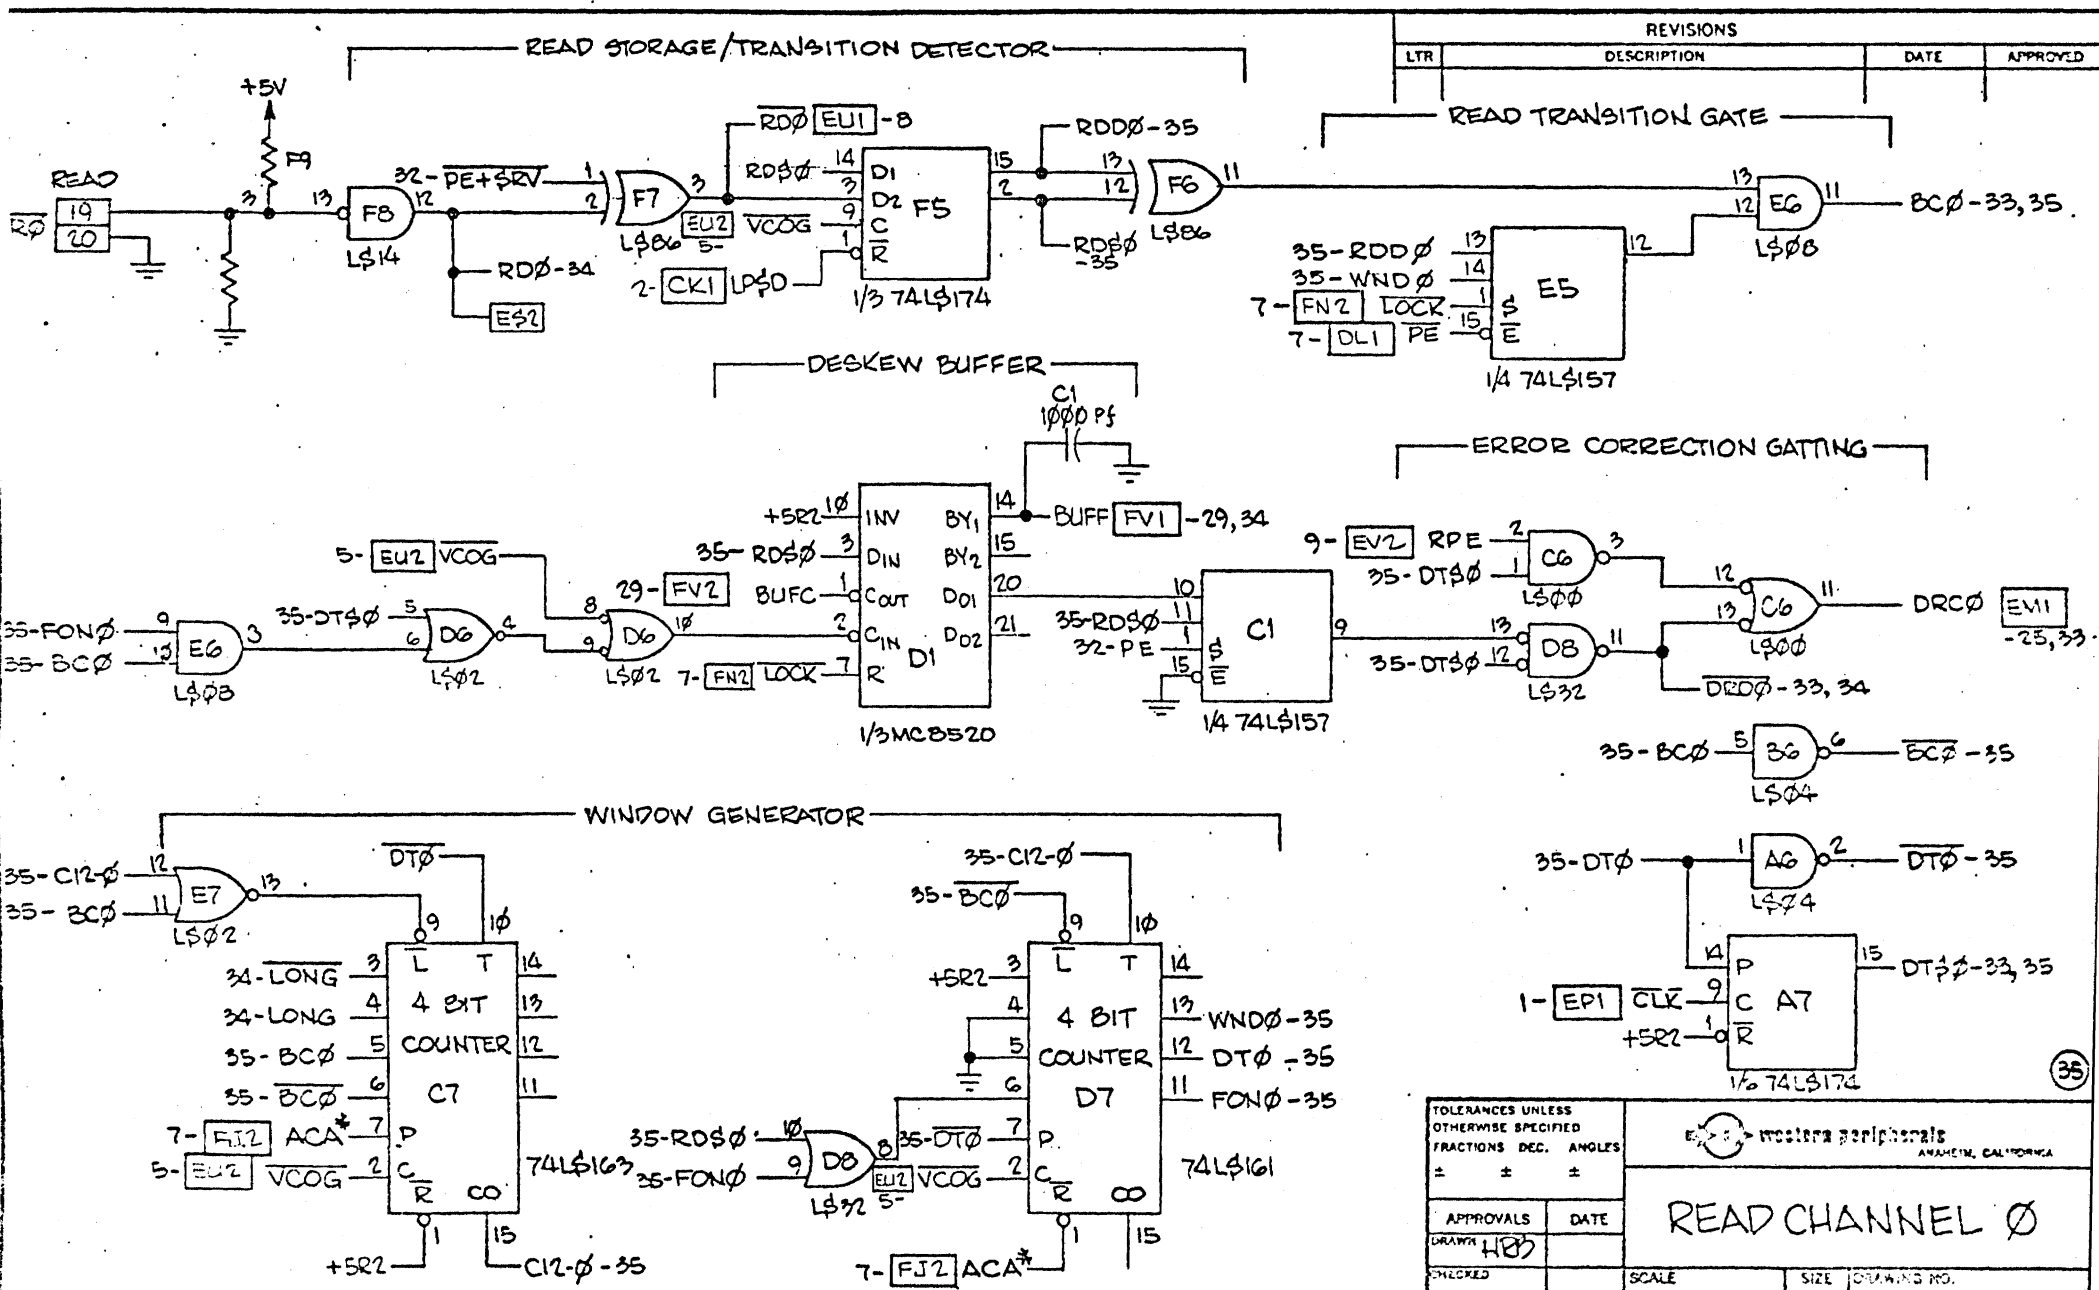 READ STORAGE/TRANSITION DETECTOR
REVISIONS
LTR DESCRIPTION DATE APPROVED
+5V
F9
READ
RØ 19
20
3
13 F8 12
LS14
32-PE+SRV
1
2 F7 3
LS86
RDØ EU1 -8
RDØ-34
ES2
RDSØ 14 D1
3 D2
EU2 VCOG 9 C
5-
2- CK1 LPSD 1 R
F5
15
2
1/3 74LS174
RDDØ-35
RDSØ
-35
13
12 F6 11
LS86
READ TRANSITION GATE
13
12 E6 11
LS08
BCØ-33,35
35-RDDØ 13
35-WNDØ 14
7- FN2 LOCK 1 S
7- DL1 PE 15 E
E5
12
1/4 74LS157
DESKEW BUFFER
C1
1000 Pf
+5R2 10 INV
35-RDSØ 3 DIN
29- FV2 BUFC 1 COUT
2 CIN
7- FN2 LOCK 7 R
D1
BY1 14
BY2 15
DO1 20
DO2 21
1/3 MC8520
BUFF FV1 -29,34
5- EU2 VCOG
35-FONØ 9
35-BCØ 10
E6 3
LS08
35-DTSØ 5
6 D6 4
LS02
8
9 D6 10
LS02
35-RDSØ 11
10
32-PE 1 S
15 E
C1
9
1/4 74LS157
ERROR CORRECTION GATTING
9- EV2 RPE 2
35-DTSØ 1
C6 3
LS00
13
35-DTSØ 12
D8 11
LS32
12
13 C6 11
LS00
DRCØ EM1
-25,33
DRDØ-33,34
35-BCØ 5 B6 6 BCØ-35
LS04
35-DTØ 1 A6 2 DTØ-35
LS04
14 P
1- EP1 CLK 9 C
+5R2 1 R
A7
15 DTSØ-33,35
1/6 74LS174
WINDOW GENERATOR
35-C12-Ø 12
35-BCØ 11
E7 13
LS02
DTØ
9 10
L T
34-LONG 3
34-LONG 4
35-BCØ 5
35-BCØ 6
7- FJ2 ACA* 7 P
5- EU2 VCOG 2 C
4 BIT
COUNTER
C7
14
13
12
11
R CO
1 15
+5R2
C12-Ø-35
74LS163
35-RDSØ 10
35-FONØ 9
D8 8
LS32
35-C12-Ø
35-BCØ
9 10
L T
+5R2 3
4
5
6
35-DTØ 7 P
EU2 VCOG 2 C
5-
4 BIT
COUNTER
D7
14
13 WNDØ-35
12 DTØ-35
11 FONØ-35
R CO
1 15
7- FJ2 ACA*
74LS161
35
TOLERANCES UNLESS
OTHERWISE SPECIFIED
FRACTIONS DEC. ANGLES
± ± ±
western peripherals
ANAHEIM, CALIFORNIA
APPROVALS DATE
DRAWN HRB
CHECKED
READ CHANNEL Ø
SCALE SIZE DRAWING NO.